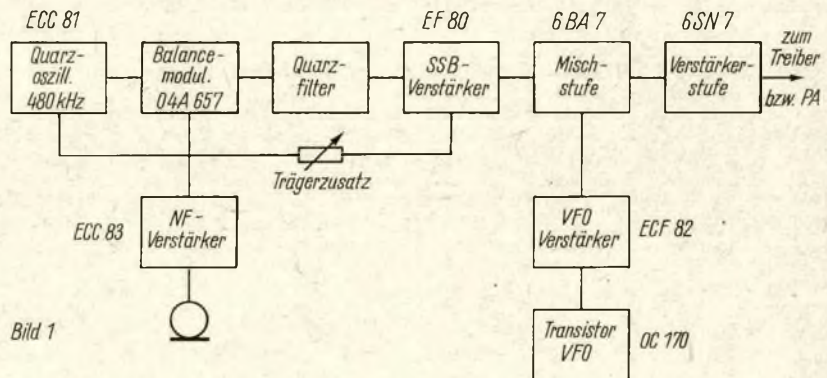 ECC 81
EF 80
6 BA 7
6SN 7
Quarz-
oszill.
480 kHz
Balance-
modul.
04A 657
Quarz-
filter
SSB-
Verstärker
Misch-
stufe
Verstärker-
stufe
zum
Treiber
bzw. PA
Trägerzusatz
ECC 83
NF-
Verstärker
VFO
Verstärker
ECF 82
Transistor
VFO
OC 170
Bild 1